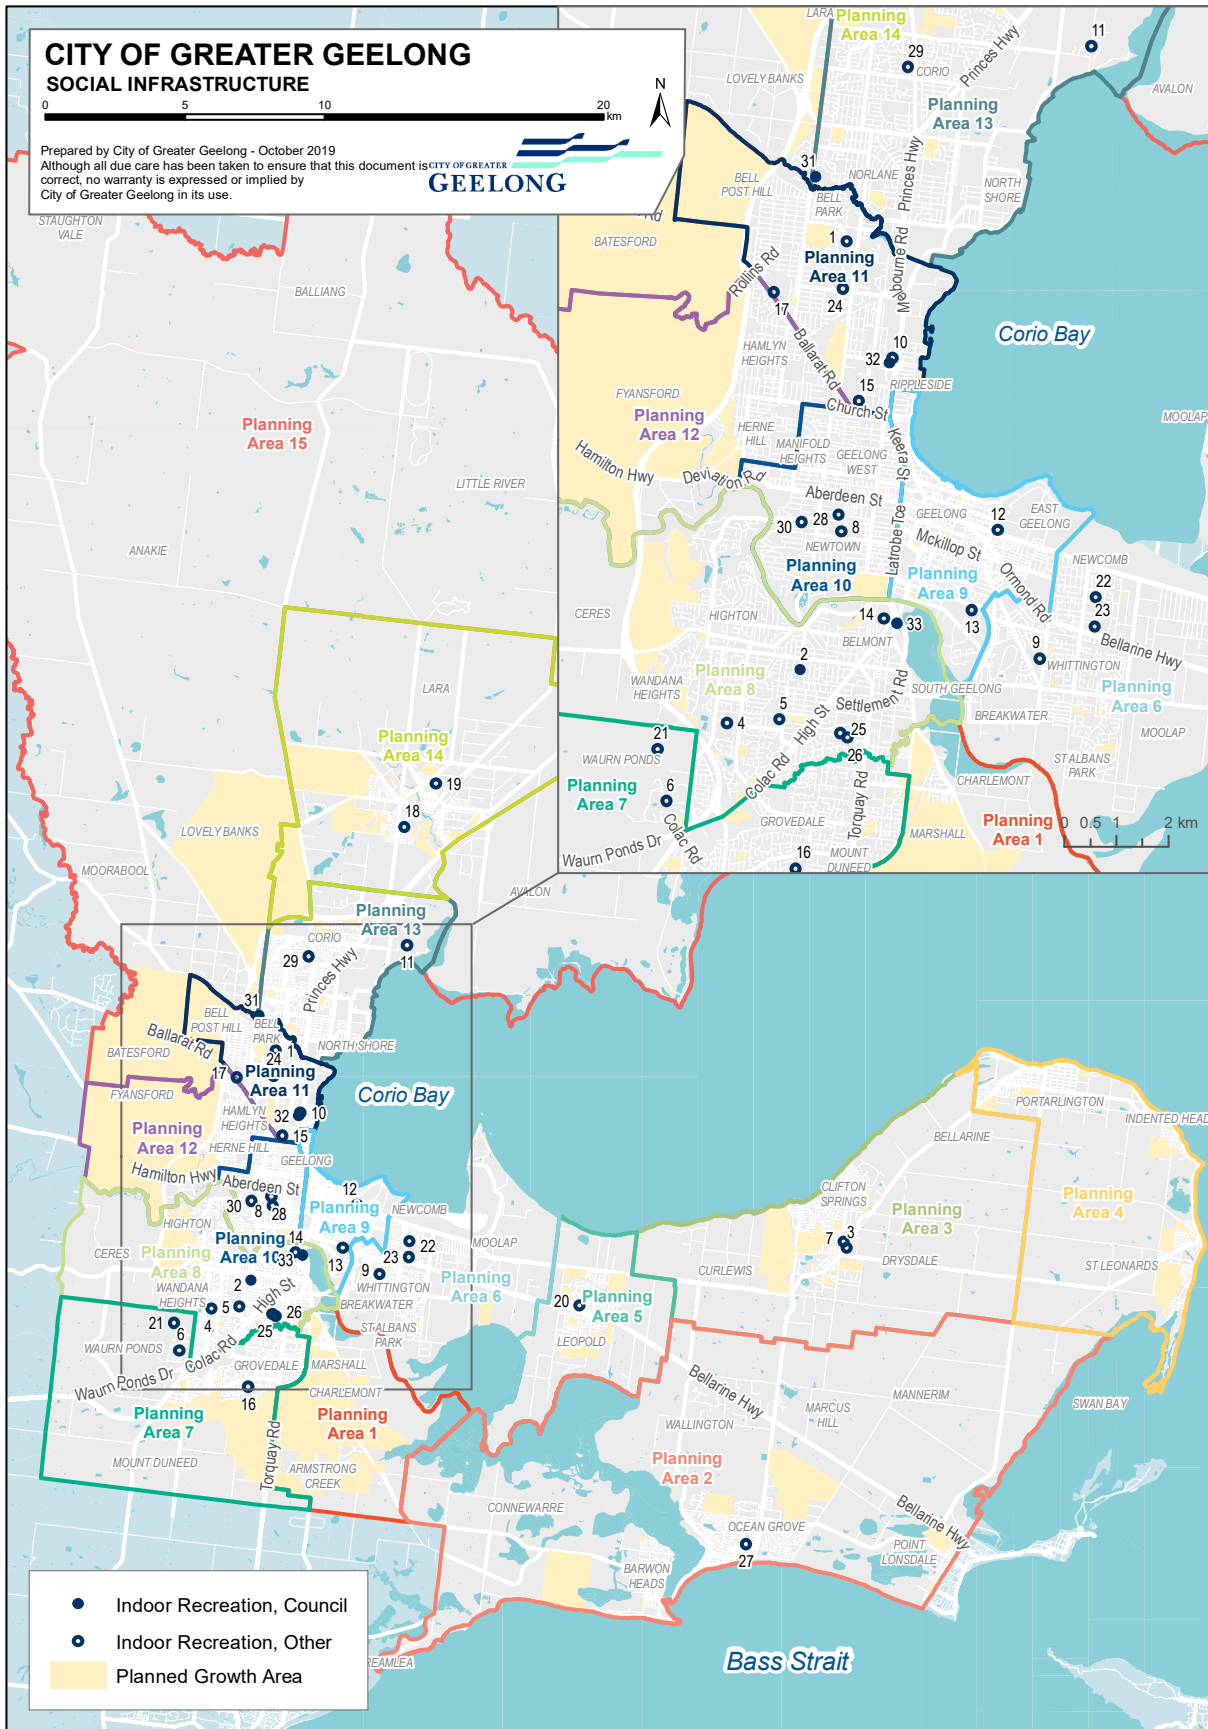 CITY OF GREATER GEELONG
SOCIAL INFRASTRUCTURE
0 5 10 20
km
N
Prepared by City of Greater Geelong - October 2019
Although all due care has been taken to ensure that this document is
correct, no warranty is expressed or implied by
City of Greater Geelong in its use.
CITY OF GREATER
GEELONG
LARA
Planning
Area 14
29
CORIO
Princes Hwy
11
LOVELY BANKS
AVALON
Planning
Area 13
31
NORLANE
Princes Hwy
BELL
POST HILL
BELL
PARK
NORTH
SHORE
Rd
BATESFORD
1
Planning
Area 11
Melbourne Rd
Rollins Rd
17
24
Corio Bay
HAMLYN
HEIGHTS
Ballarat Rd
10
32
RIPPLESIDE
FYANSFORD
15
Church St
Planning
Area 12
MOOLAP
HERNE
HILL
MANIFOLD
HEIGHTS
GEELONG
WEST
Keera St
Hamilton Hwy
Deviation Rd
Aberdeen St
30
28
8
NEWTOWN
Latrobe Tce
GEELONG
12
EAST
GEELONG
Mckillop St
NEWCOMB
Planning
Area 10
Planning
Area 9
Ormond Rd
22
CERES
HIGHTON
14
33
13
23
BELMONT
Bellarine Hwy
2
9
WHITTINGTON
WANDANA
HEIGHTS
Planning
Area 8
SOUTH GEELONG
Planning
Area 6
5
Settlement Rd
BREAKWATER
4
High St
25
26
MOOLAP
21
WAURN PONDS
ST ALBANS
PARK
Colac Rd
CHARLEMONT
Planning
Area 7
6
Torquay Rd
GROVEDALE
MARSHALL
Planning
Area 1
0 0.5 1 2 km
Colac Rd
Waurn Ponds Dr
16
MOUNT
DUNEED
STAUGHTON
VALE
BALLIANG
Planning
Area 15
LITTLE RIVER
ANAKIE
LARA
Planning
Area 14
19
18
LOVELY BANKS
MOORABOOL
AVALON
Planning
Area 13
CORIO
29
Princes Hwy
11
31
BELL
POST HILL
BELL
PARK
Ballarat Rd
1
NORTH SHORE
BATESFORD
24
17
Planning
Area 11
FYANSFORD
Corio Bay
HAMLYN
HEIGHTS
32
10
Planning
Area 12
15
HERNE HILL
GEELONG
Hamilton Hwy
Aberdeen St
30
8
28
12
Planning
Area 9
NEWCOMB
HIGHTON
14
Planning
Area 10
33
13
23
22
MOOLAP
CERES
Planning
Area 8
2
9
WHITTINGTON
Planning
Area 6
WANDANA
HEIGHTS
High St
BREAKWATER
5
4
26
25
21
6
ST ALBANS
PARK
WAURN PONDS
Colac Rd
GROVEDALE
MARSHALL
Waurn Ponds Dr
16
CHARLEMONT
Planning
Area 7
Planning
Area 1
Torquay Rd
MOUNT DUNEED
ARMSTRONG
CREEK
PORTARLINGTON
INDENTED HEAD
BELLARINE
CLIFTON
SPRINGS
Planning
Area 3
Planning
Area 4
7
3
DRYSDALE
CURLEWIS
ST LEONARDS
20
Planning
Area 5
LEOPOLD
Bellarine Hwy
MANNERIM
SWAN BAY
MARCUS
HILL
WALLINGTON
Planning
Area 2
CONNEWARRE
Bellarine Hwy
OCEAN GROVE
27
POINT
LONSDALE
BARWON
HEADS
Indoor Recreation, Council
Indoor Recreation, Other
Planned Growth Area
REAMLEA
Bass Strait